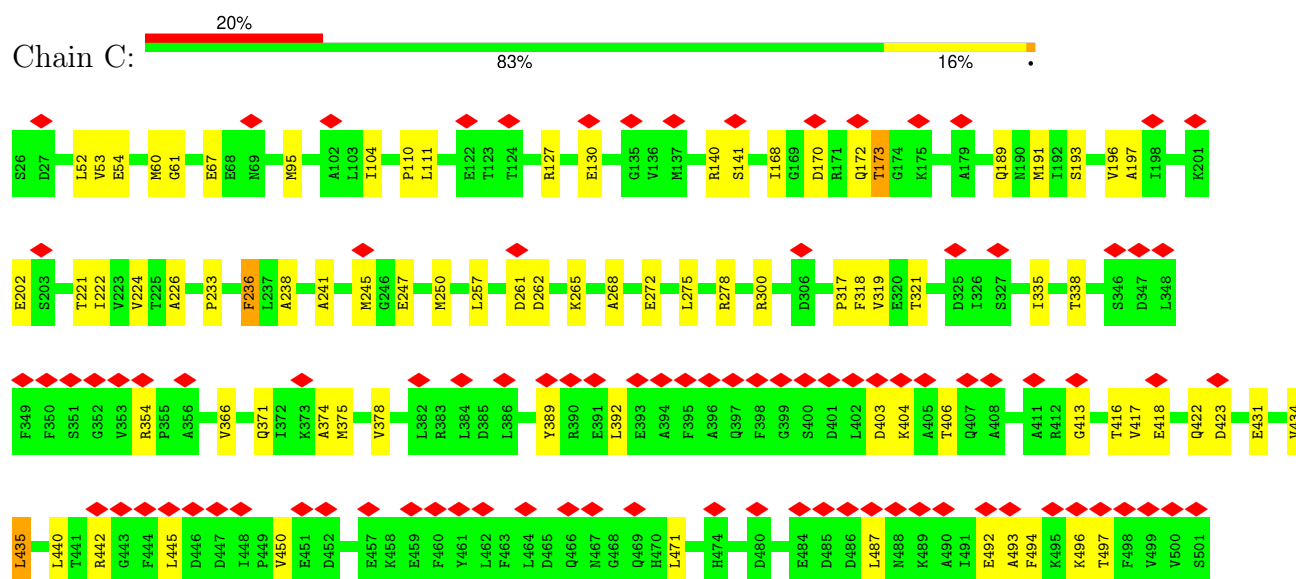 20%
Chain C:
83% 16% •
S26 D27 L52 V53 E54 M60 G61 E67 E68 N69 M95 A102 L103 I104 P110 L111 E122 T123 T124 R127 E130 G135 V136 M137 R140 S141 I168 G169 D170 R171 Q172 T173 G174 K175 A179 Q189 N190 M191 I192 S193 V196 A197 I198 K201
E202 S203 T221 I222 V223 V224 T225 A226 P233 F236 L237 A238 A241 M245 G246 E247 M250 L257 D261 D262 K265 A268 E272 L275 R278 R300 D306 P317 F318 V319 E320 T321 D325 I326 S327 I335 T338 S346 D347 L348
F349 F350 S351 G352 V353 R354 P355 A356 V366 Q371 I372 K373 A374 M375 V378 L382 R383 L384 D385 L386 Y389 R390 E391 L392 E393 A394 F395 A396 Q397 F398 G399 S400 D401 L402 D403 K404 A405 T406 Q407 A408 A411 R412 G413 T416 V417 E418 Q422 D423 E431 V434
L435 L440 T441 R442 G443 F444 L445 D446 D447 I448 P449 V450 E451 D452 E457 K458 E459 F460 Y461 L462 F463 L464 D465 Q466 N467 G468 Q469 H470 L471 H474 D480 E484 D485 D486 L487 N488 K489 A490 I491 E492 A493 F494 K495 K496 T497 F498 V499 V500 S501